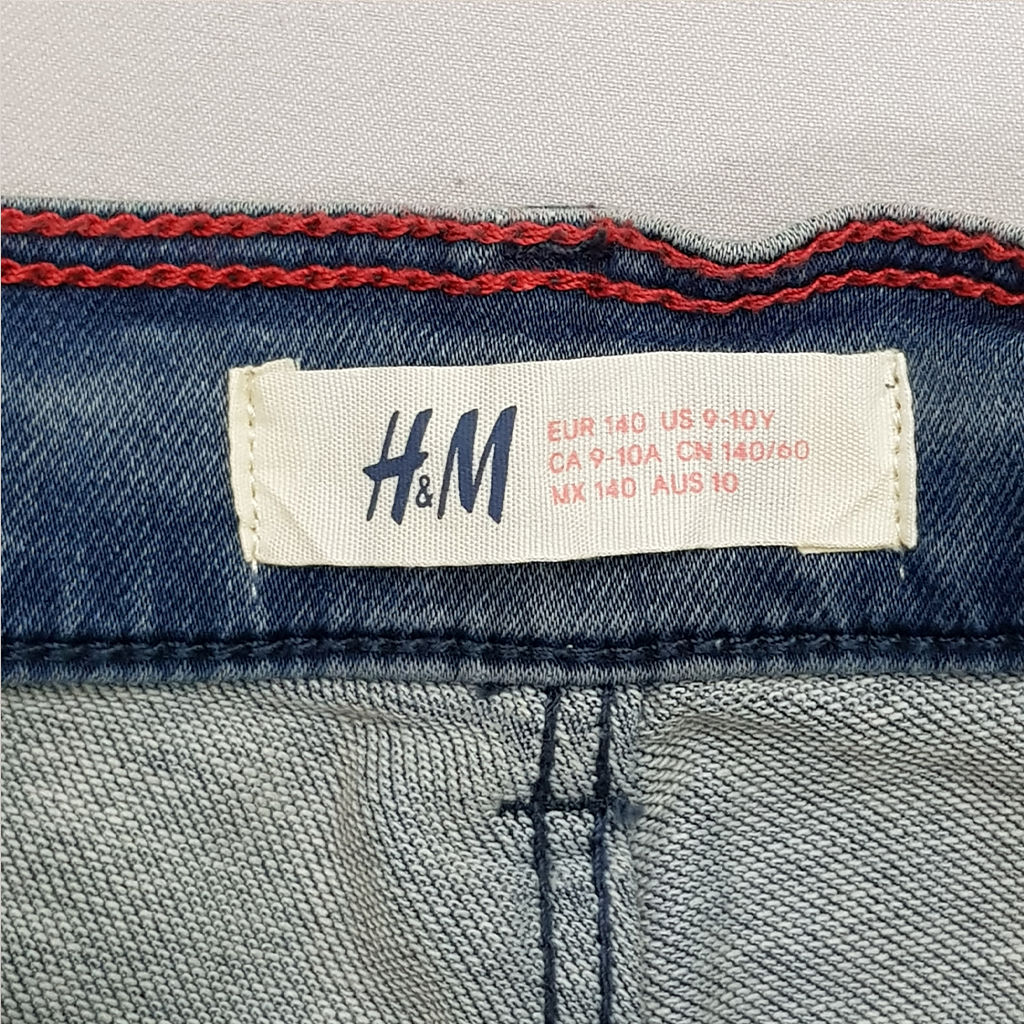 H&M
EUR 140 US 9-10Y
CA 9-10A CN 140/60
MX 140 AUS 10